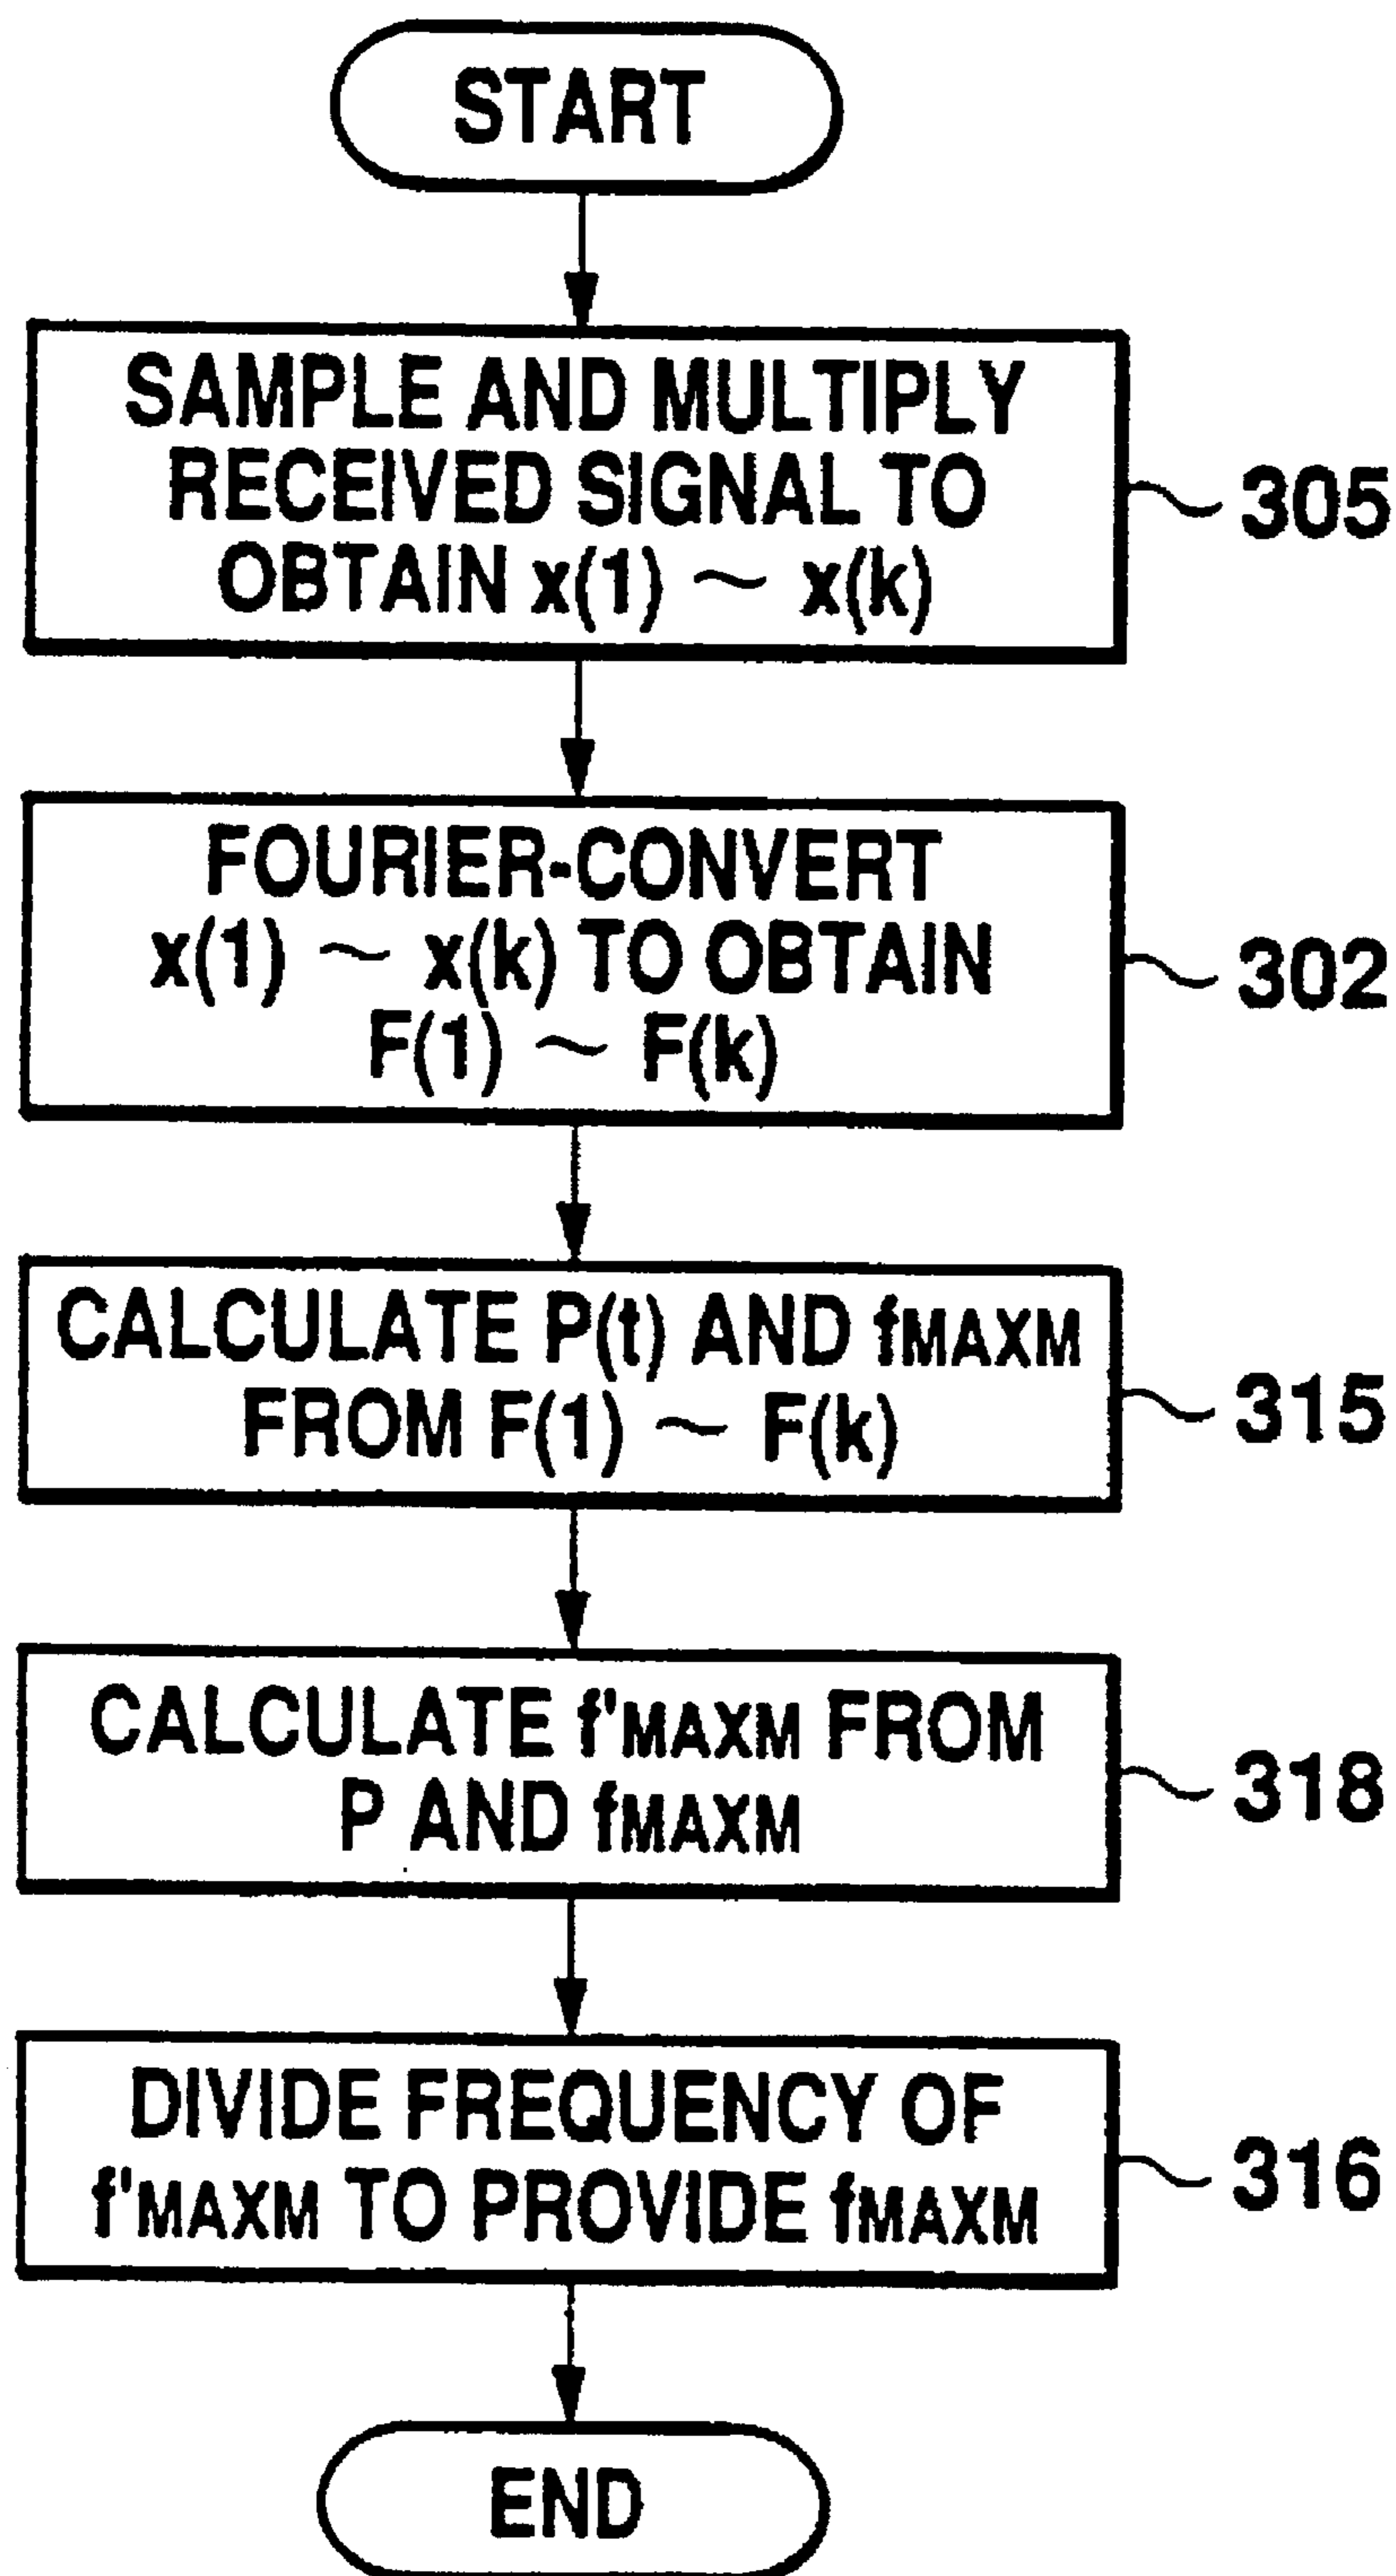 START
SAMPLE AND MULTIPLY
RECEIVED SIGNAL TO
OBTAIN x(1) ~ x(k)
305
FOURIER-CONVERT
x(1) ~ x(k) TO OBTAIN
F(1) ~ F(k)
302
CALCULATE P(t) AND fMAXM
FROM F(1) ~ F(k)
315
CALCULATE f'MAXM FROM
P AND fMAXM
318
DIVIDE FREQUENCY OF
f'MAXM TO PROVIDE fMAXM
316
END